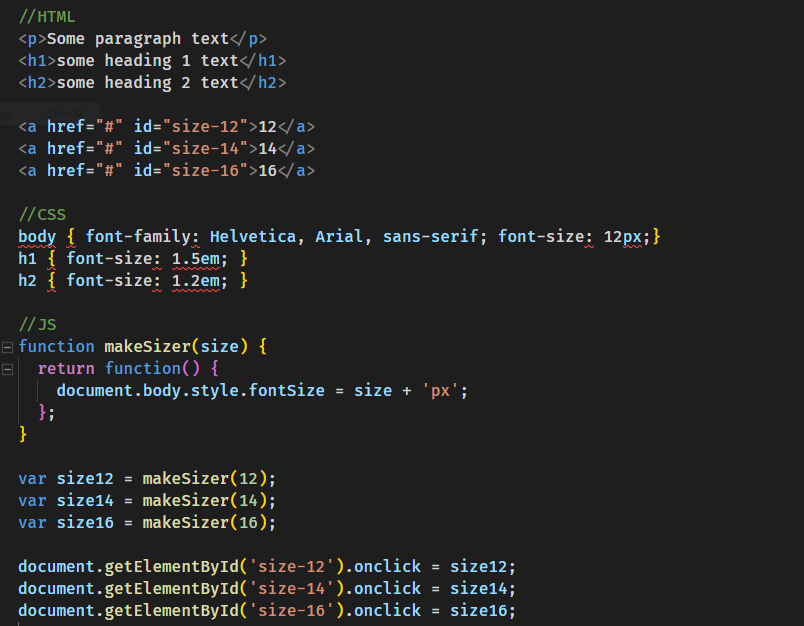 //HTML
<p>Some paragraph text</p>
<h1>some heading 1 text</h1>
<h2>some heading 2 text</h2>
<a href="#" id="size-12">12</a>
<a href="#" id="size-14">14</a>
<a href="#" id="size-16">16</a>
//CSS
body { font-family: Helvetica, Arial, sans-serif; font-size: 12px;}
h1 { font-size: 1.5em; }
h2 { font-size: 1.2em; }
//JS
function makeSizer(size) {
  return function() {
    document.body.style.fontSize = size + 'px';
  };
}
var size12 = makeSizer(12);
var size14 = makeSizer(14);
var size16 = makeSizer(16);
document.getElementById('size-12').onclick = size12;
document.getElementById('size-14').onclick = size14;
document.getElementById('size-16').onclick = size16;